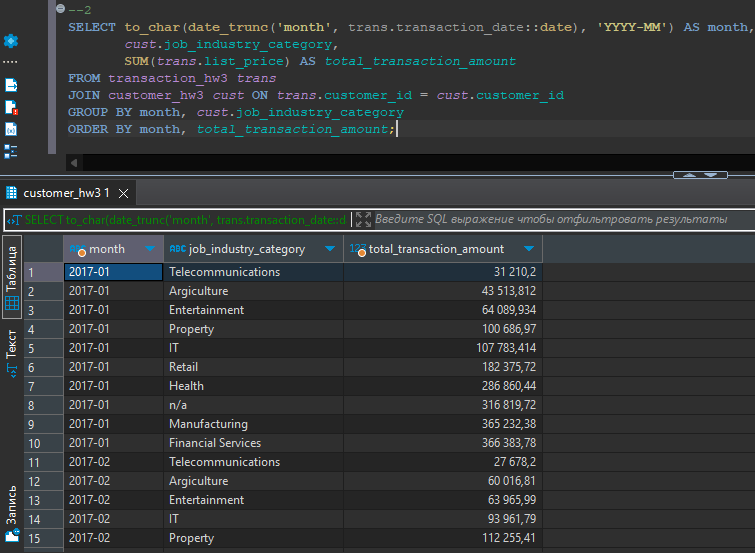 --2
SELECT to_char(date_trunc('month', trans.transaction_date::date), 'YYYY-MM') AS month,
cust.job_industry_category,
SUM(trans.list_price) AS total_transaction_amount
FROM transaction_hw3 trans
JOIN customer_hw3 cust ON trans.customer_id = cust.customer_id
GROUP BY month, cust.job_industry_category
ORDER BY month, total_transaction_amount;
customer_hw3 1
SELECT to_char(date_trunc('month', trans.transaction_date::d Введите SQL выражение чтобы отфильтровать результаты
Таблица
Текст
Запись
ABC month ABC job_industry_category 123 total_transaction_amount
1 2017-01 Telecommunications 31 210,2
2 2017-01 Argiculture 43 513,812
3 2017-01 Entertainment 64 089,934
4 2017-01 Property 100 686,97
5 2017-01 IT 107 783,414
6 2017-01 Retail 182 375,72
7 2017-01 Health 286 860,44
8 2017-01 n/a 316 819,72
9 2017-01 Manufacturing 365 232,38
10 2017-01 Financial Services 366 383,78
11 2017-02 Telecommunications 27 678,2
12 2017-02 Argiculture 60 016,81
13 2017-02 Entertainment 63 965,99
14 2017-02 IT 93 961,79
15 2017-02 Property 112 255,41